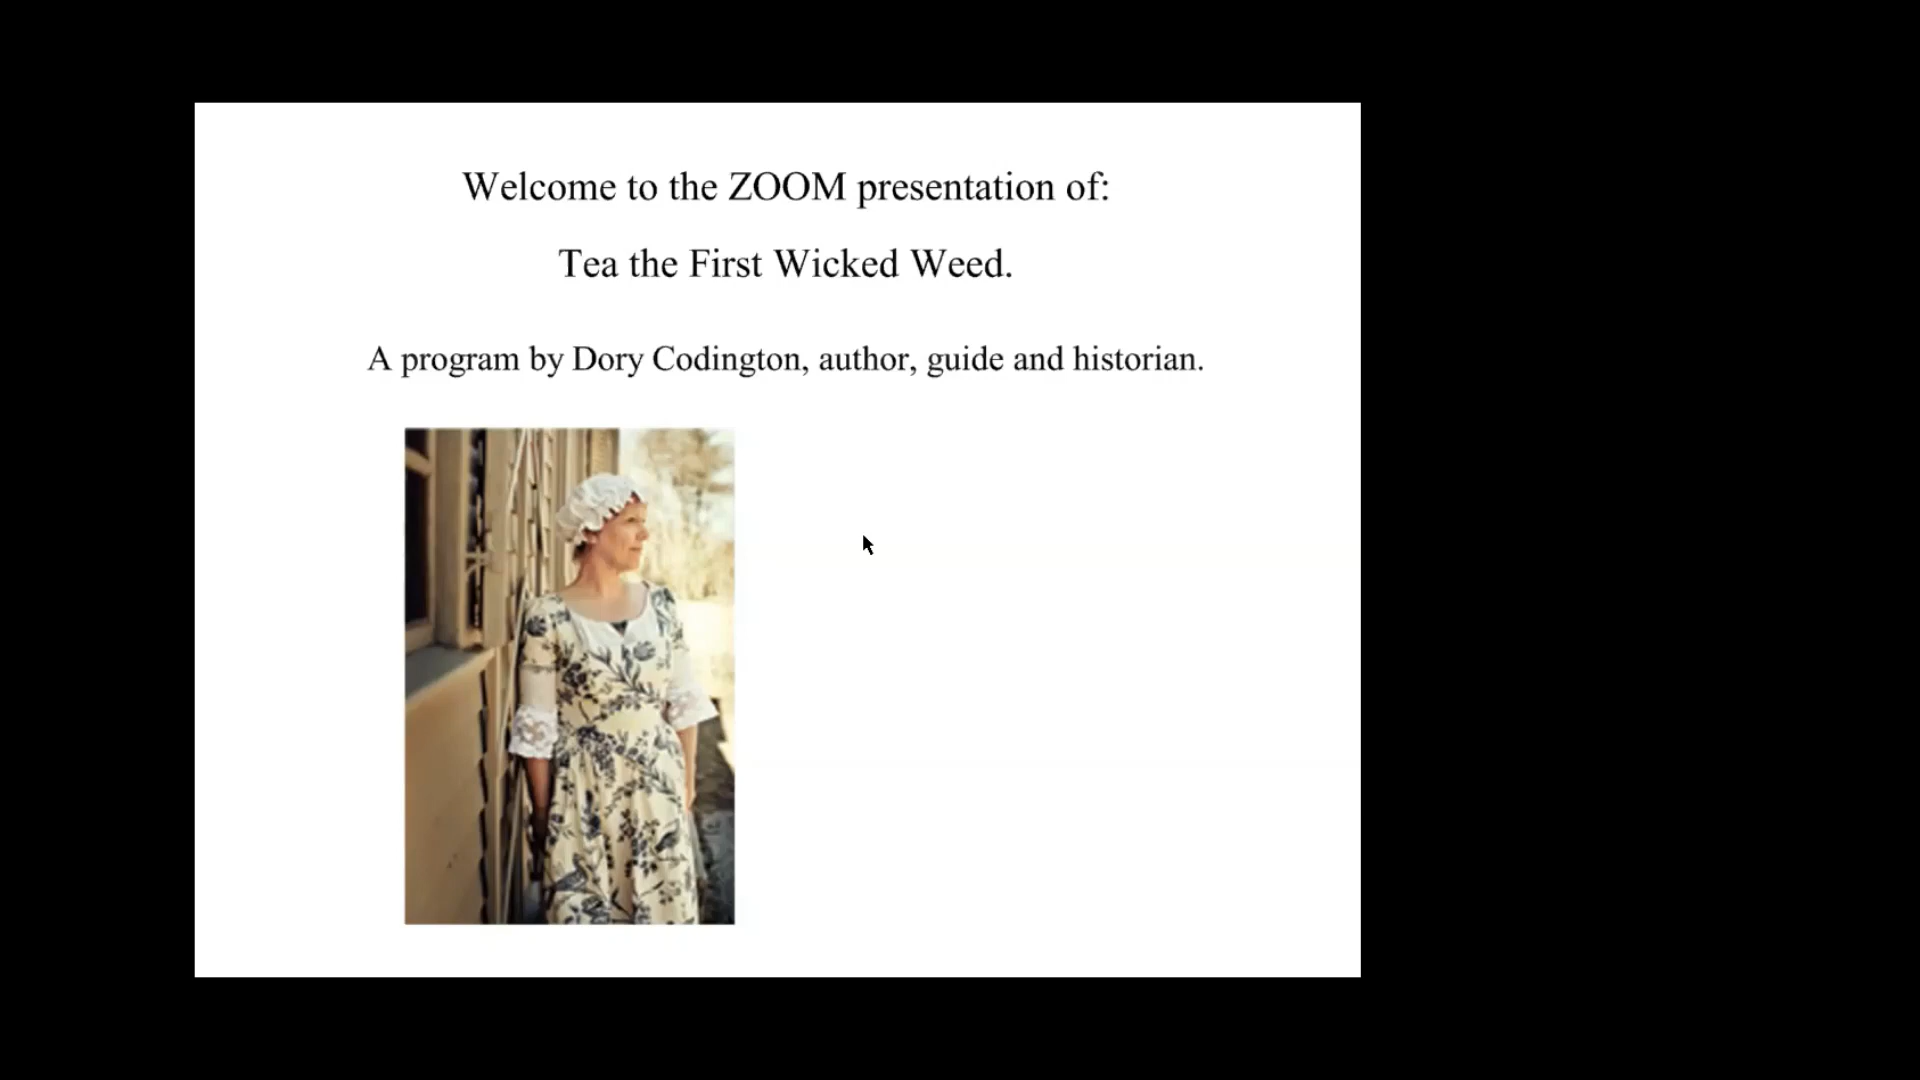 Welcome to the ZOOM presentation of:
Tea the First Wicked Weed.
A program by Dory Codington, author, guide and historian.